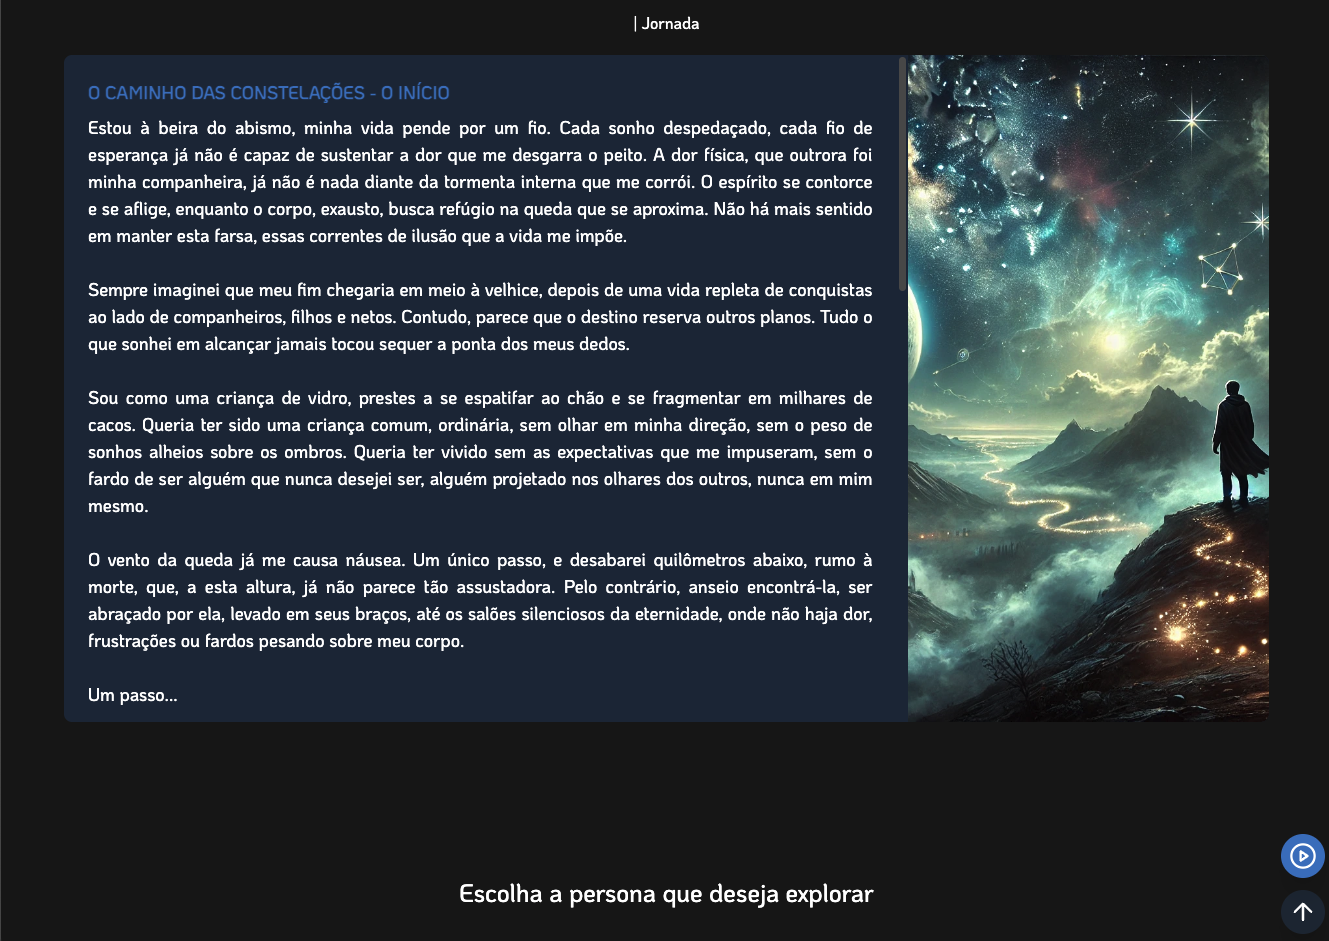 | Jornada
O CAMINHO DAS CONSTELAÇÕES - O INÍCIO
Estou à beira do abismo, minha vida pende por um fio. Cada sonho despedaçado, cada fio de
esperança já não é capaz de sustentar a dor que me desgarra o peito. A dor física, que outrora foi
minha companheira, já não é nada diante da tormenta interna que me corrói. O espírito se contorce
e se aflige, enquanto o corpo, exausto, busca refúgio na queda que se aproxima. Não há mais sentido
em manter esta farsa, essas correntes de ilusão que a vida me impõe.
Sempre imaginei que meu fim chegaria em meio à velhice, depois de uma vida repleta de conquistas
ao lado de companheiros, filhos e netos. Contudo, parece que o destino reserva outros planos. Tudo o
que sonhei em alcançar jamais tocou sequer a ponta dos meus dedos.
Sou como uma criança de vidro, prestes a se espatifar ao chão e se fragmentar em milhares de
cacos. Queria ter sido uma criança comum, ordinária, sem olhar em minha direção, sem o peso de
sonhos alheios sobre os ombros. Queria ter vivido sem as expectativas que me impuseram, sem o
fardo de ser alguém que nunca desejei ser, alguém projetado nos olhares dos outros, nunca em mim
mesmo.
O vento da queda já me causa náusea. Um único passo, e desabarei quilômetros abaixo, rumo à
morte, que, a esta altura, já não parece tão assustadora. Pelo contrário, anseio encontrá-la, ser
abraçado por ela, levado em seus braços, até os salões silenciosos da eternidade, onde não haja dor,
frustrações ou fardos pesando sobre meu corpo.
Um passo...
Escolha a persona que deseja explorar